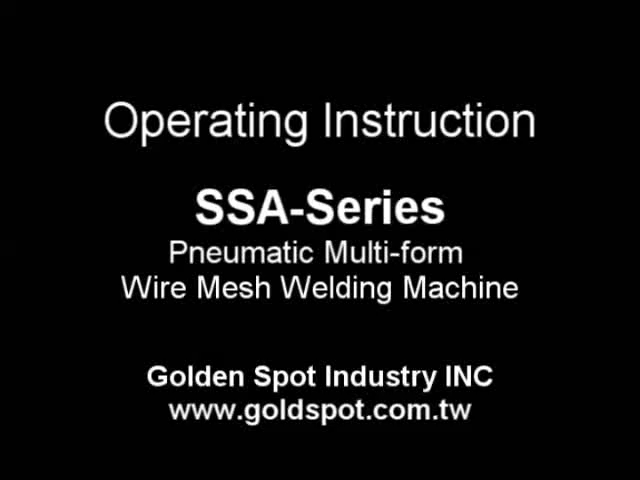 Operating Instruction
SSA-Series
Pneumatic Multi-form
Wire Mesh Welding Machine
Golden Spot Industry INC
www.goldspot.com.tw